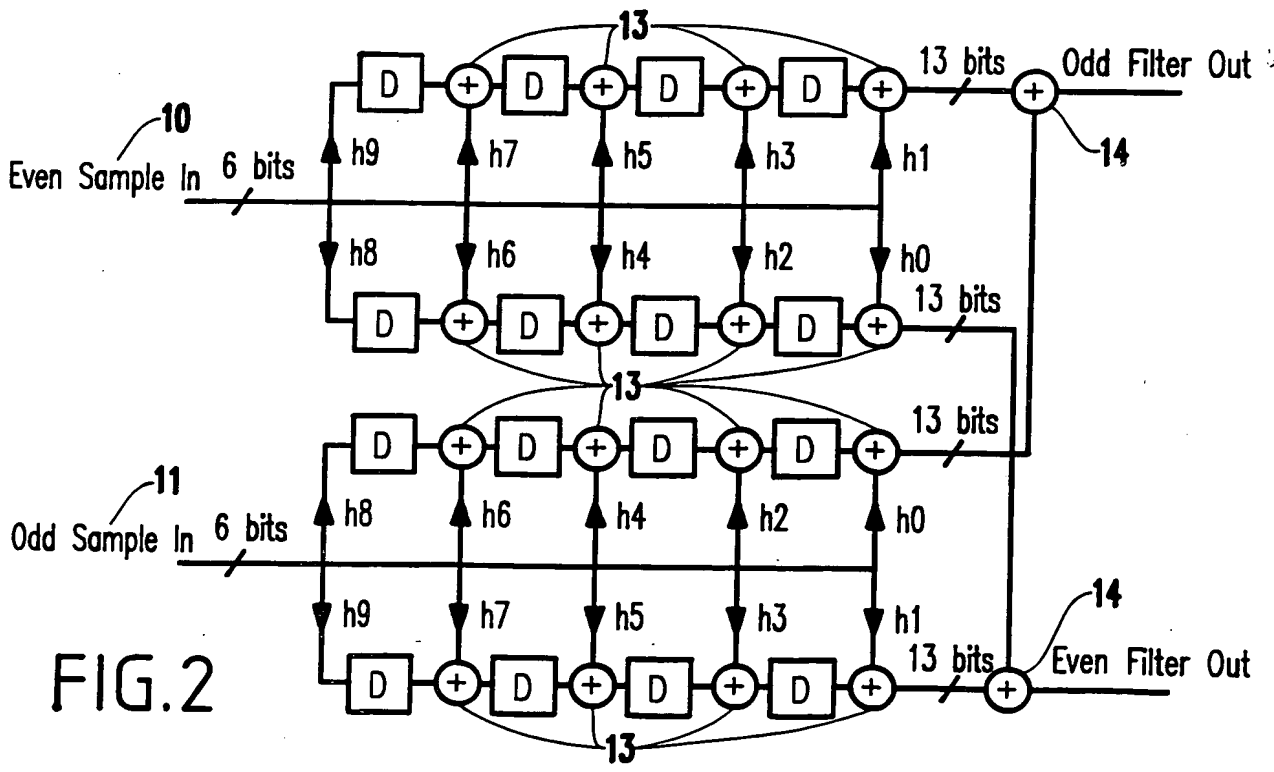 13
D + D + D + D + 13 bits + Odd Filter Out
14
10
h9 h7 h5 h3 h1
Even Sample In 6 bits
h8 h6 h4 h2 h0
D + D + D + D + 13 bits
13
D + D + D + D + 13 bits
11
h8 h6 h4 h2 h0
Odd Sample In 6 bits
h9 h7 h5 h3 h1
14
D + D + D + D + 13 bits + Even Filter Out
FIG.2
13